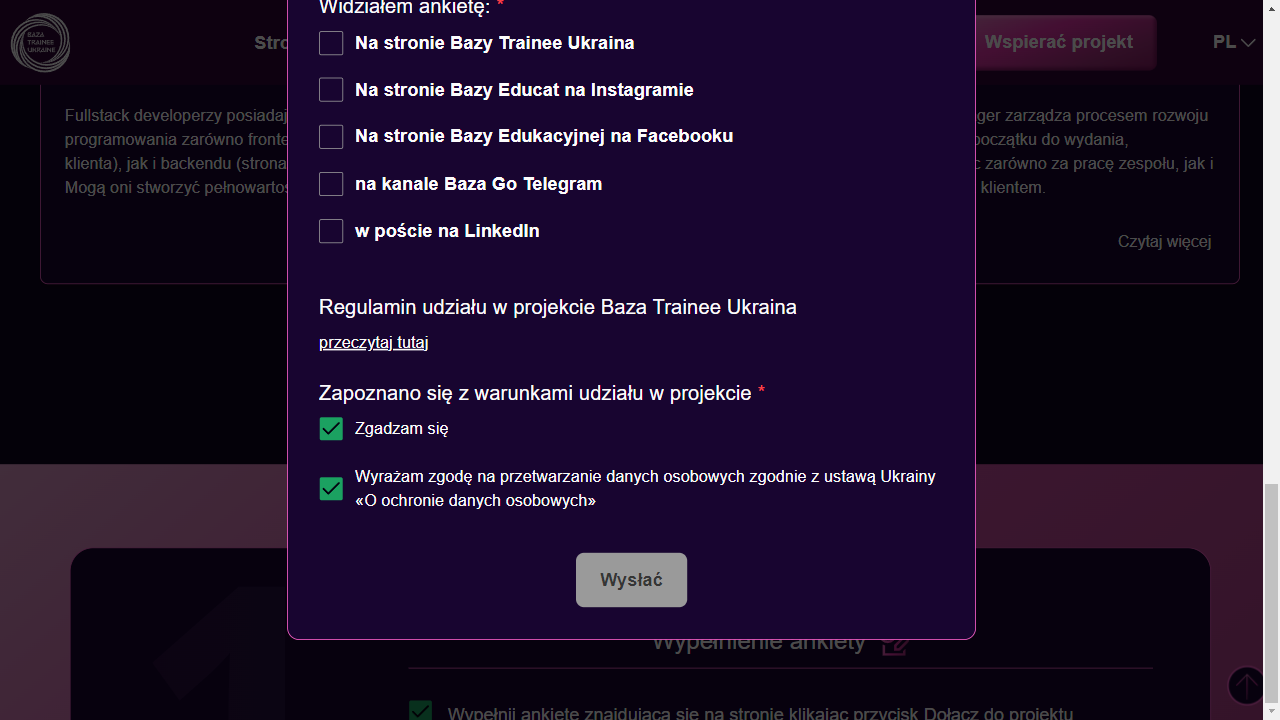 Widziałem ankietę: *
BAZA
TRAINEE
UKRAINE
Wspierać projekt
PL
Na stronie Bazy Trainee Ukraina
Na stronie Bazy Educat na Instagramie
Na stronie Bazy Edukacyjnej na Facebooku
na kanale Baza Go Telegram
w poście na LinkedIn
Fullstack developerzy posiadaj
programowania zarówno fronte
klienta), jak i backendu (strona
Mogą oni stworzyć pełnowartoś
ger zarządza procesem rozwoju
początku do wydania,
c zarówno za pracę zespołu, jak i
klientem.
Czytaj więcej
Regulamin udziału w projekcie Baza Trainee Ukraina
przeczytaj tutaj
Zapoznano się z warunkami udziału w projekcie *
Zgadzam się
Wyrażam zgodę na przetwarzanie danych osobowych zgodnie z ustawą Ukrainy
«O ochronie danych osobowych»
Wysłać
1
Wypełnienie ankiety
Wypełnij ankietę znajdującą się na stronie klikając przycisk Dołącz do projektu